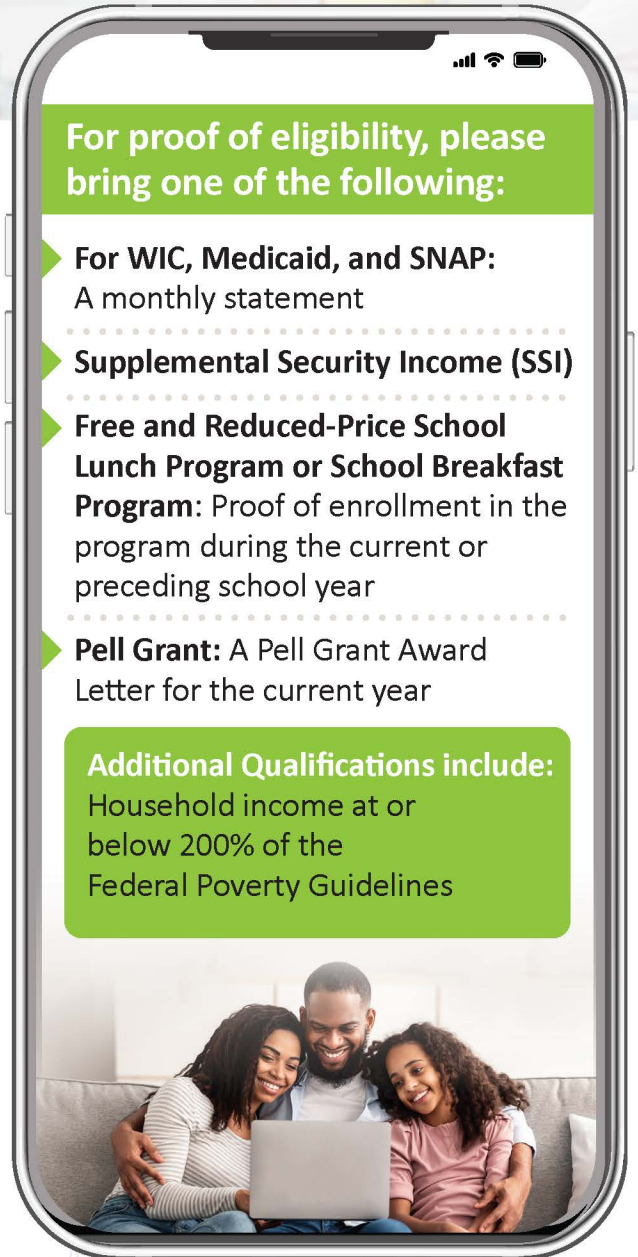 For proof of eligibility, please
bring one of the following:
For WIC, Medicaid, and SNAP:
A monthly statement
Supplemental Security Income (SSI)
Free and Reduced-Price School
Lunch Program or School Breakfast
Program: Proof of enrollment in the
program during the current or
preceding school year
Pell Grant: A Pell Grant Award
Letter for the current year
Additional Qualifications include:
Household income at or
below 200% of the
Federal Poverty Guidelines